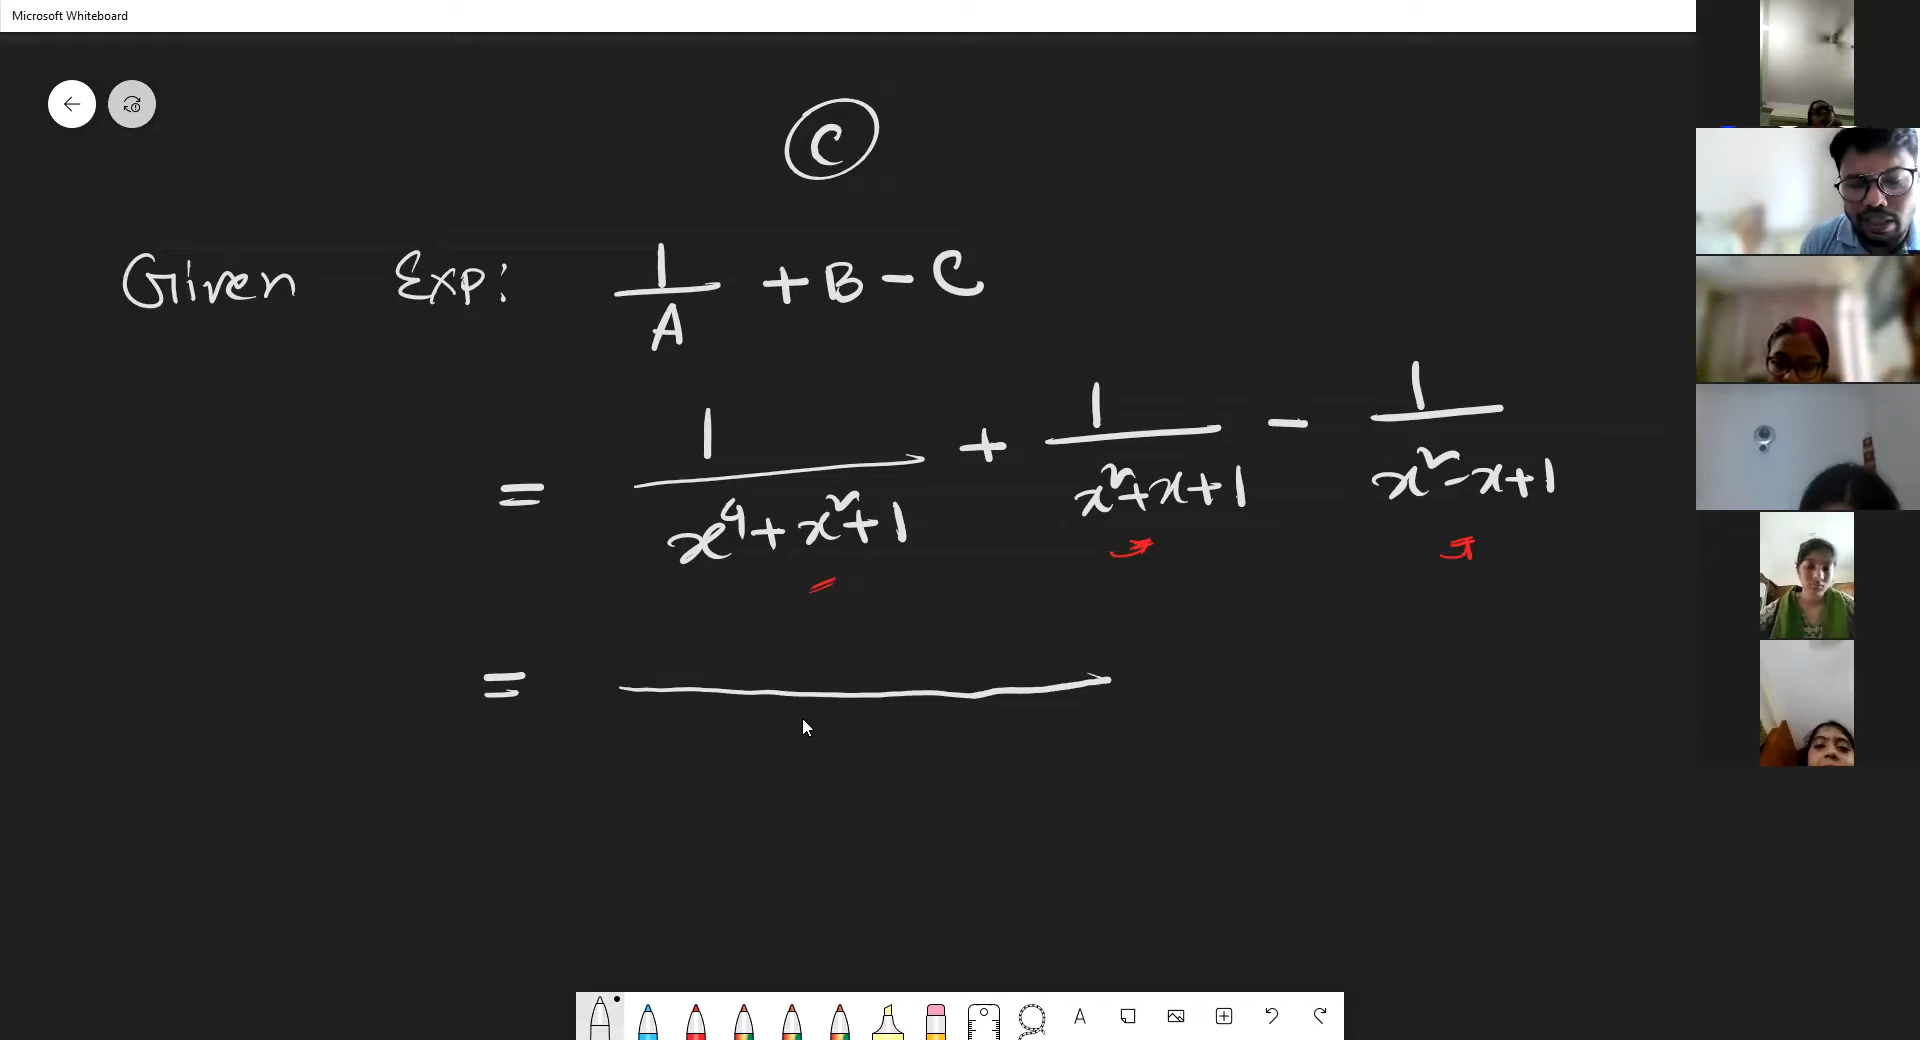 Microsoft Whiteboard
C
Given Exp: 1/A + B - C
= 1/(x⁴+x²+1) + 1/(x²+x+1) - 1/(x²-x+1)
=
A